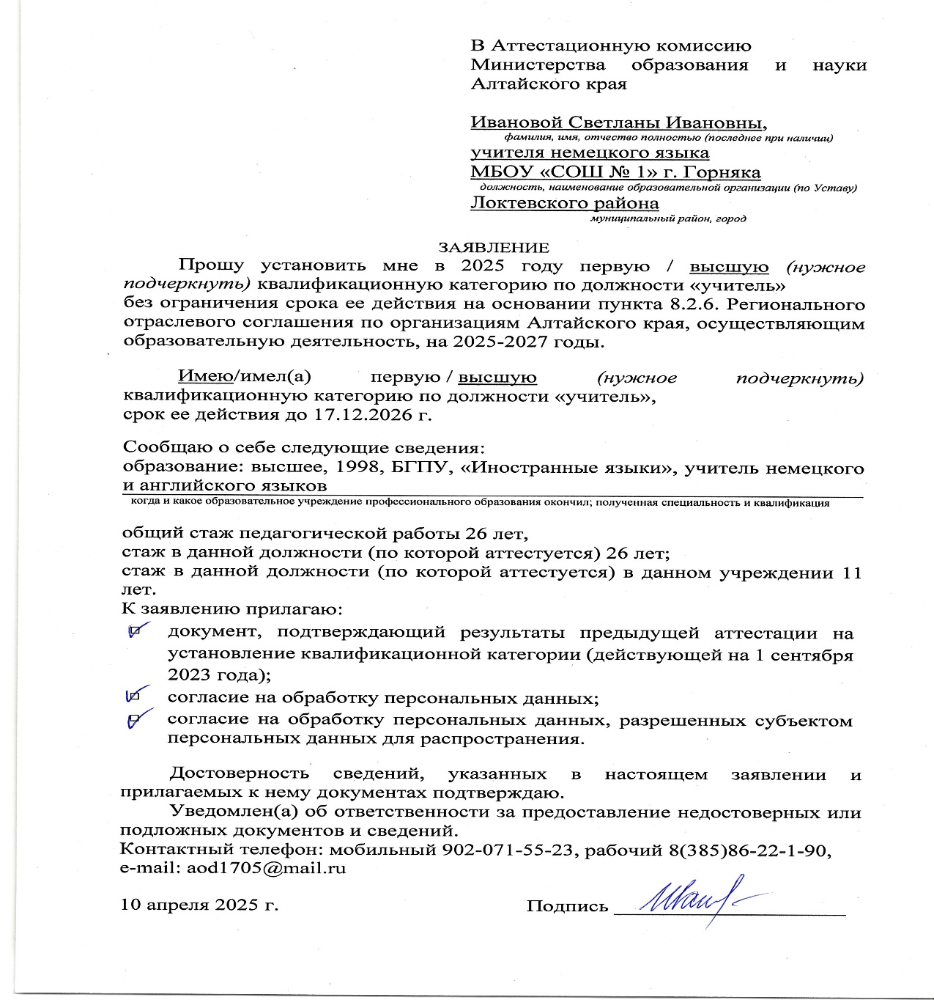 В Аттестационную комиссию
Министерства образования и науки
Алтайского края
Ивановой Светланы Ивановны,
фамилия, имя, отчество полностью (последнее при наличии)
учителя немецкого языка
МБОУ «СОШ № 1» г. Горняка
должность, наименование образовательной организации (по Уставу)
Локтевского района
муниципальный район, город
ЗАЯВЛЕНИЕ
Прошу установить мне в 2025 году первую / высшую (нужное
подчеркнуть) квалификационную категорию по должности «учитель»
без ограничения срока ее действия на основании пункта 8.2.6. Регионального
отраслевого соглашения по организациям Алтайского края, осуществляющим
образовательную деятельность, на 2025-2027 годы.
Имею/имел(а) первую / высшую (нужное подчеркнуть)
квалификационную категорию по должности «учитель»,
срок ее действия до 17.12.2026 г.
Сообщаю о себе следующие сведения:
образование: высшее, 1998, БГПУ, «Иностранные языки», учитель немецкого
и английского языков
когда и какое образовательное учреждение профессионального образования окончил; полученная специальность и квалификация
общий стаж педагогической работы 26 лет,
стаж в данной должности (по которой аттестуется) 26 лет;
стаж в данной должности (по которой аттестуется) в данном учреждении 11
лет.
К заявлению прилагаю:
документ, подтверждающий результаты предыдущей аттестации на
установление квалификационной категории (действующей на 1 сентября
2023 года);
согласие на обработку персональных данных;
согласие на обработку персональных данных, разрешенных субъектом
персональных данных для распространения.
Достоверность сведений, указанных в настоящем заявлении и
прилагаемых к нему документах подтверждаю.
Уведомлен(а) об ответственности за предоставление недостоверных или
подложных документов и сведений.
Контактный телефон: мобильный 902-071-55-23, рабочий 8(385)86-22-1-90,
e-mail: aod1705@mail.ru
10 апреля 2025 г. Подпись